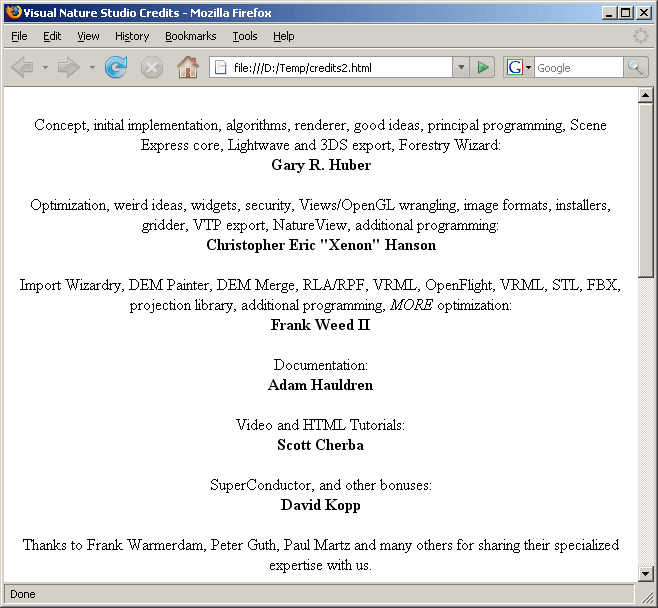 Visual Nature Studio Credits - Mozilla Firefox
File Edit View History Bookmarks Tools Help
file:///D:/Temp/credits2.html
G Google
Concept, initial implementation, algorithms, renderer, good ideas, principal programming, Scene
Express core, Lightwave and 3DS export, Forestry Wizard:
Gary R. Huber
Optimization, weird ideas, widgets, security, Views/OpenGL wrangling, image formats, installers,
gridder, VTP export, NatureView, additional programming:
Christopher Eric "Xenon" Hanson
Import Wizardry, DEM Painter, DEM Merge, RLA/RPF, VRML, OpenFlight, VRML, STL, FBX,
projection library, additional programming, MORE optimization:
Frank Weed II
Documentation:
Adam Hauldren
Video and HTML Tutorials:
Scott Cherba
SuperConductor, and other bonuses:
David Kopp
Thanks to Frank Warmerdam, Peter Guth, Paul Martz and many others for sharing their specialized
expertise with us.
Done